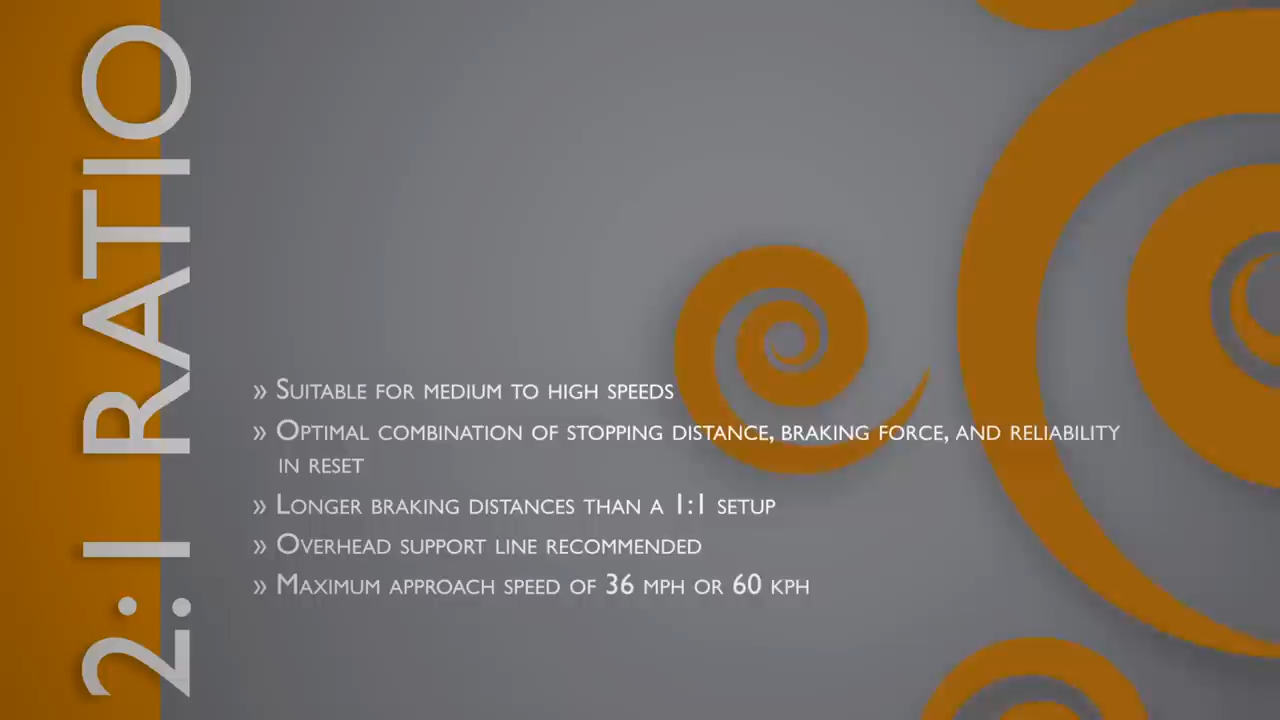 2:1 RATIO
» Suitable for medium to high speeds
» Optimal combination of stopping distance, braking force, and reliability
in reset
» Longer braking distances than a 1:1 setup
» Overhead support line recommended
» Maximum approach speed of 36 mph or 60 kph